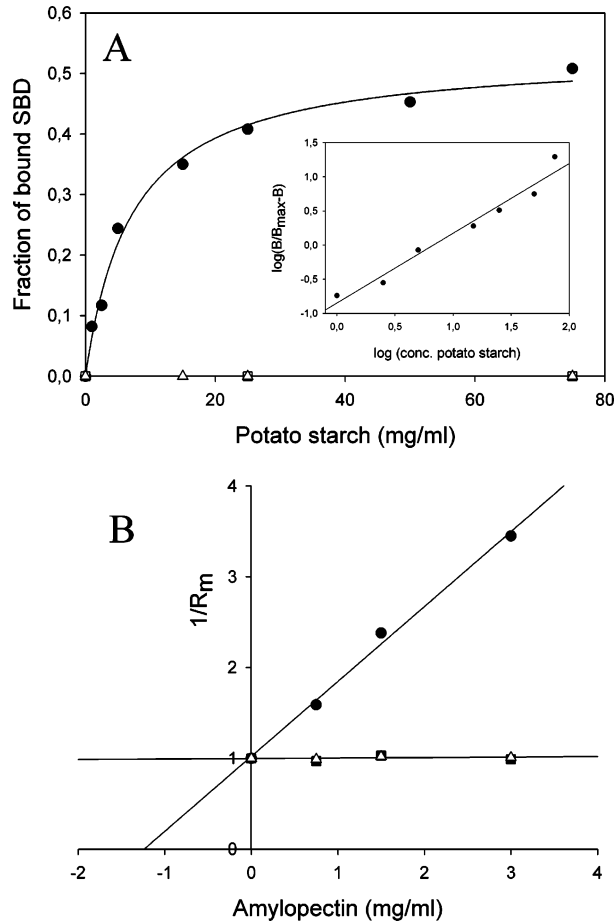 A
0,6
0,5
0,4
0,3
0,2
0,1
0,0
Fraction of bound SBD
0 20 40 60 80
Potato starch (mg/ml)
1,5
1,0
0,5
0,0
-0,5
-1,0
log(B/Bmax-B)
0,0 0,5 1,0 1,5 2,0
log (conc. potato starch)
B
4
3
2
1
0
1/Rm
-2 -1 0 1 2 3 4
Amylopectin (mg/ml)